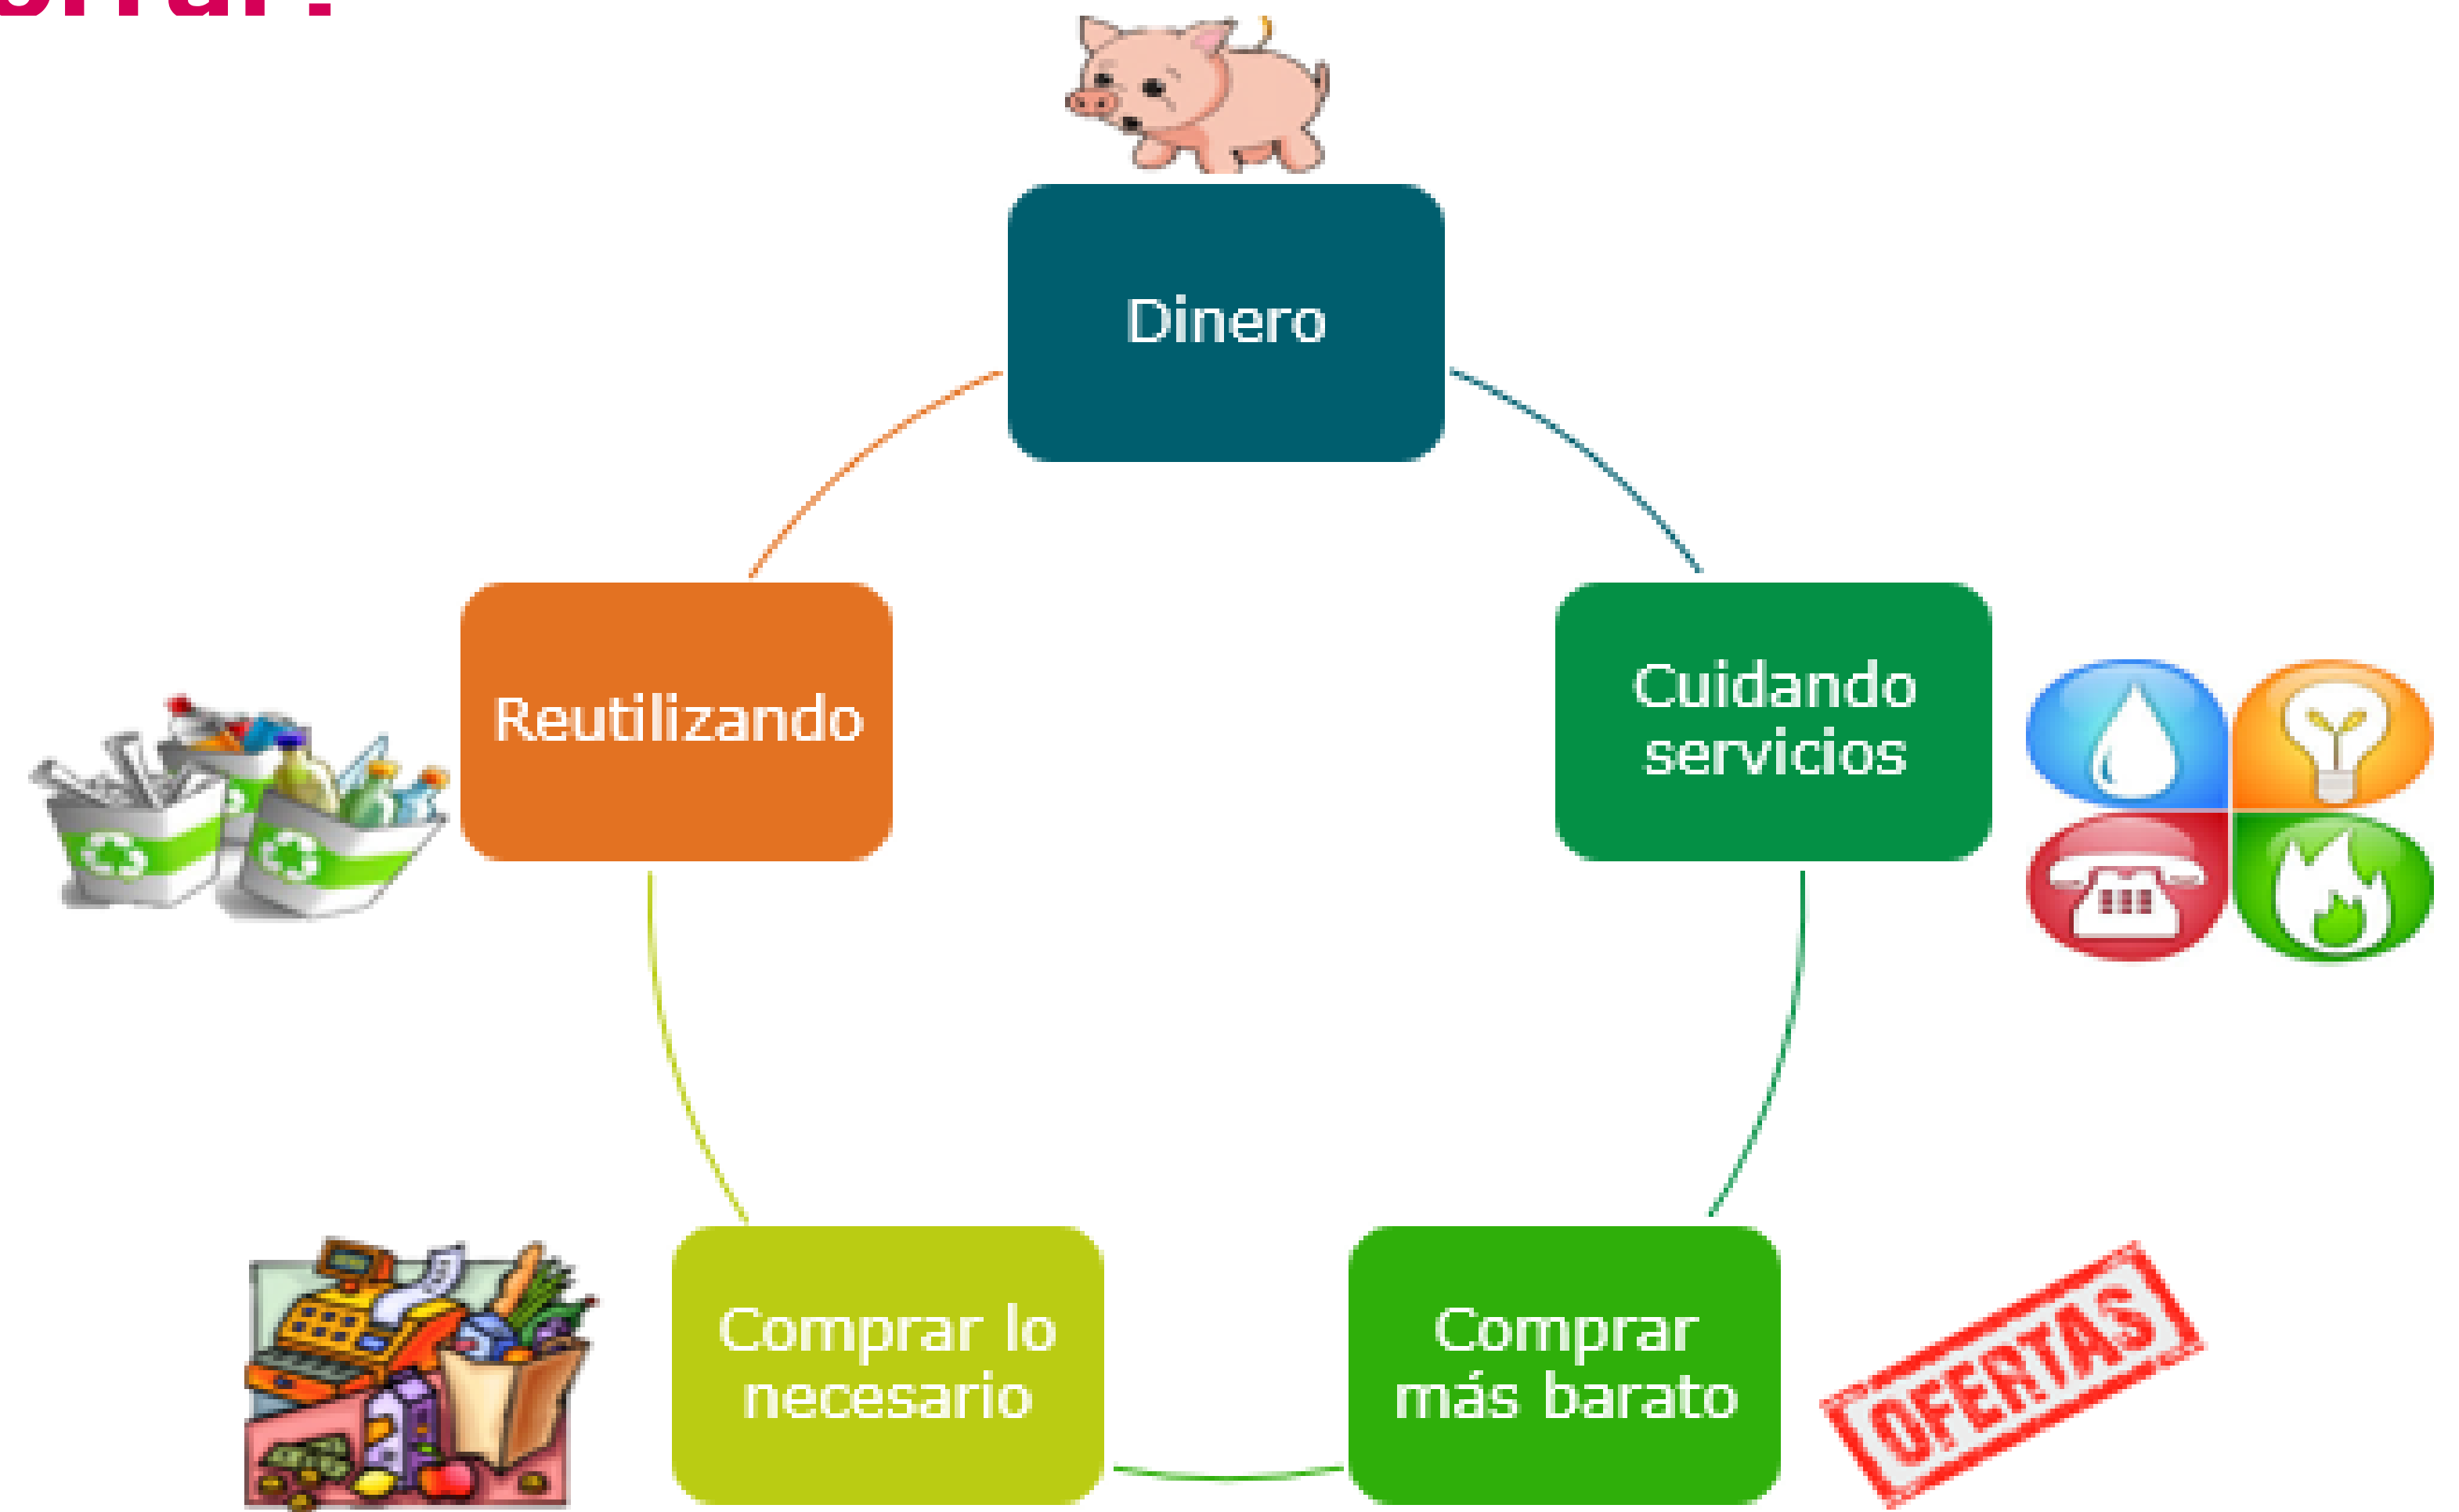 Dinero
Reutilizando
Cuidando
servicios
Comprar lo
necesario
Comprar
más barato
OFERTAS